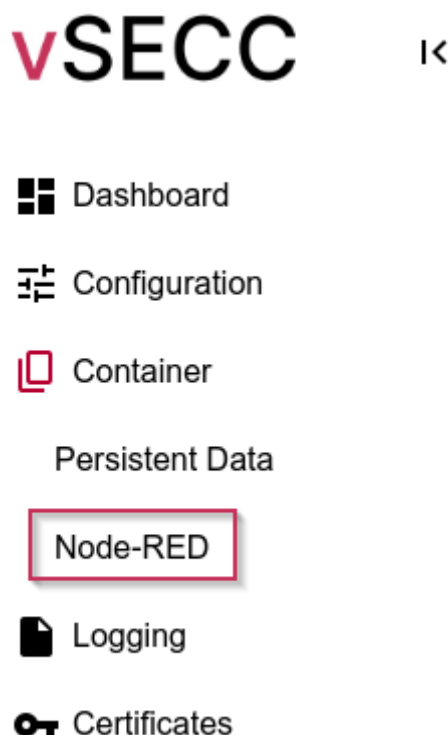 vSECC
Dashboard
Configuration
Container
Persistent Data
Node-RED
Logging
Certificates